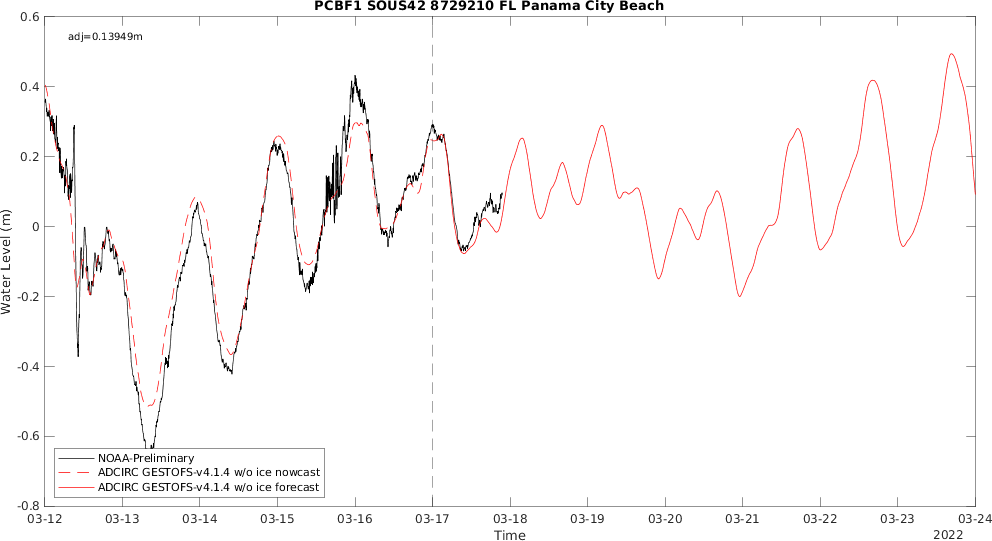 PCBF1 SOUS42 8729210 FL Panama City Beach
adj=0.13949m
0.6
0.4
0.2
0
-0.2
-0.4
-0.6
-0.8
Water Level (m)
NOAA-Preliminary
ADCIRC GESTOFS-v4.1.4 w/o ice nowcast
ADCIRC GESTOFS-v4.1.4 w/o ice forecast
03-12 03-13 03-14 03-15 03-16 03-17 03-18 03-19 03-20 03-21 03-22 03-23 03-24
Time
2022